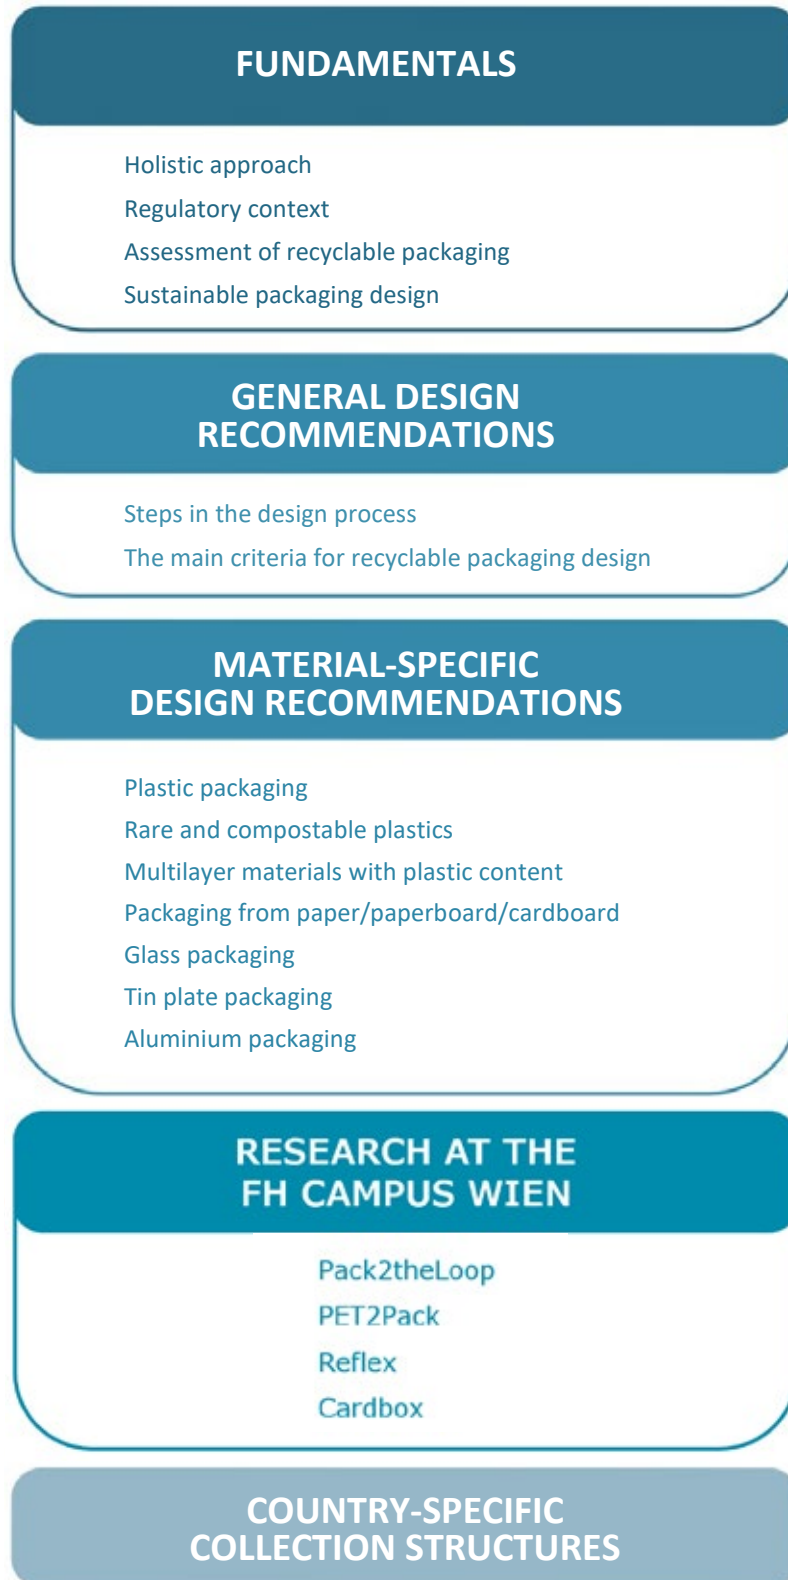 FUNDAMENTALS
Holistic approach
Regulatory context
Assessment of recyclable packaging
Sustainable packaging design
GENERAL DESIGN
RECOMMENDATIONS
Steps in the design process
The main criteria for recyclable packaging design
MATERIAL-SPECIFIC
DESIGN RECOMMENDATIONS
Plastic packaging
Rare and compostable plastics
Multilayer materials with plastic content
Packaging from paper/paperboard/cardboard
Glass packaging
Tin plate packaging
Aluminium packaging
RESEARCH AT THE
FH CAMPUS WIEN
Pack2theLoop
PET2Pack
Reflex
Cardbox
COUNTRY-SPECIFIC
COLLECTION STRUCTURES